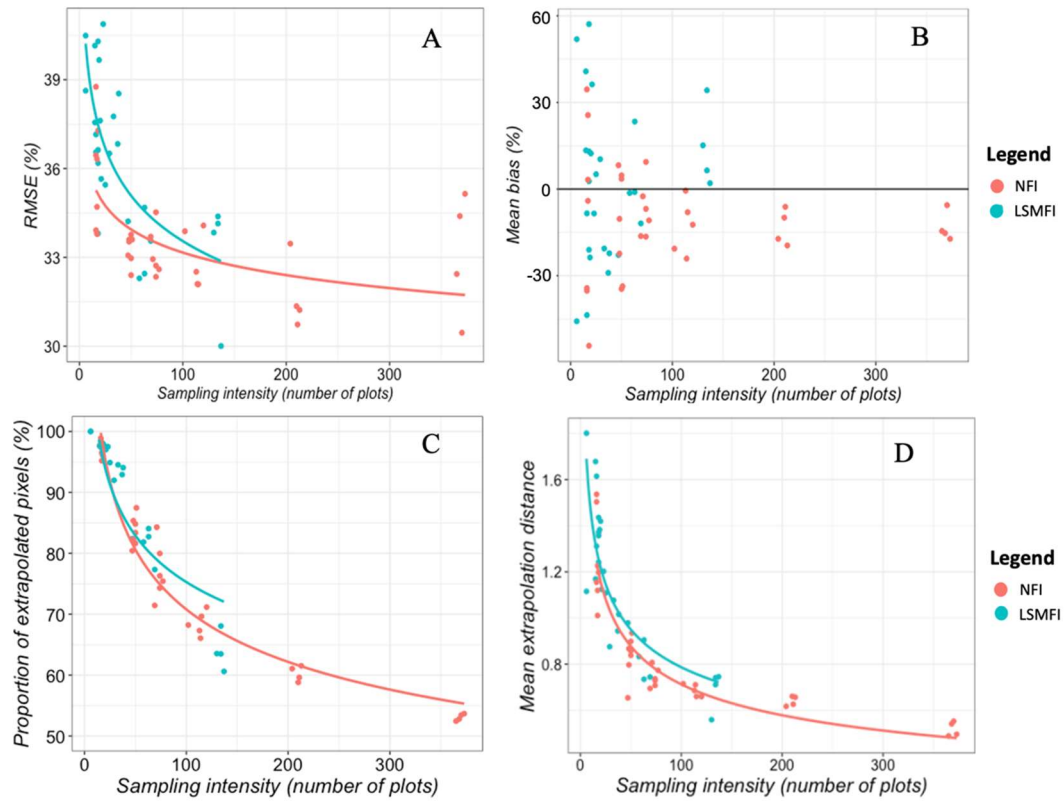 A
RMSE (%)
39
36
33
30
0
100
200
300
Sampling intensity (number of plots)
B
Mean bias (%)
60
30
0
-30
0
100
200
300
Sampling intensity (number of plots)
Legend
NFI
LSMFI
C
Proportion of extrapolated pixels (%)
100
90
80
70
60
50
0
100
200
300
Sampling intensity (number of plots)
D
Mean extrapolation distance
1.6
1.2
0.8
0
100
200
300
Sampling intensity (number of plots)
Legend
NFI
LSMFI